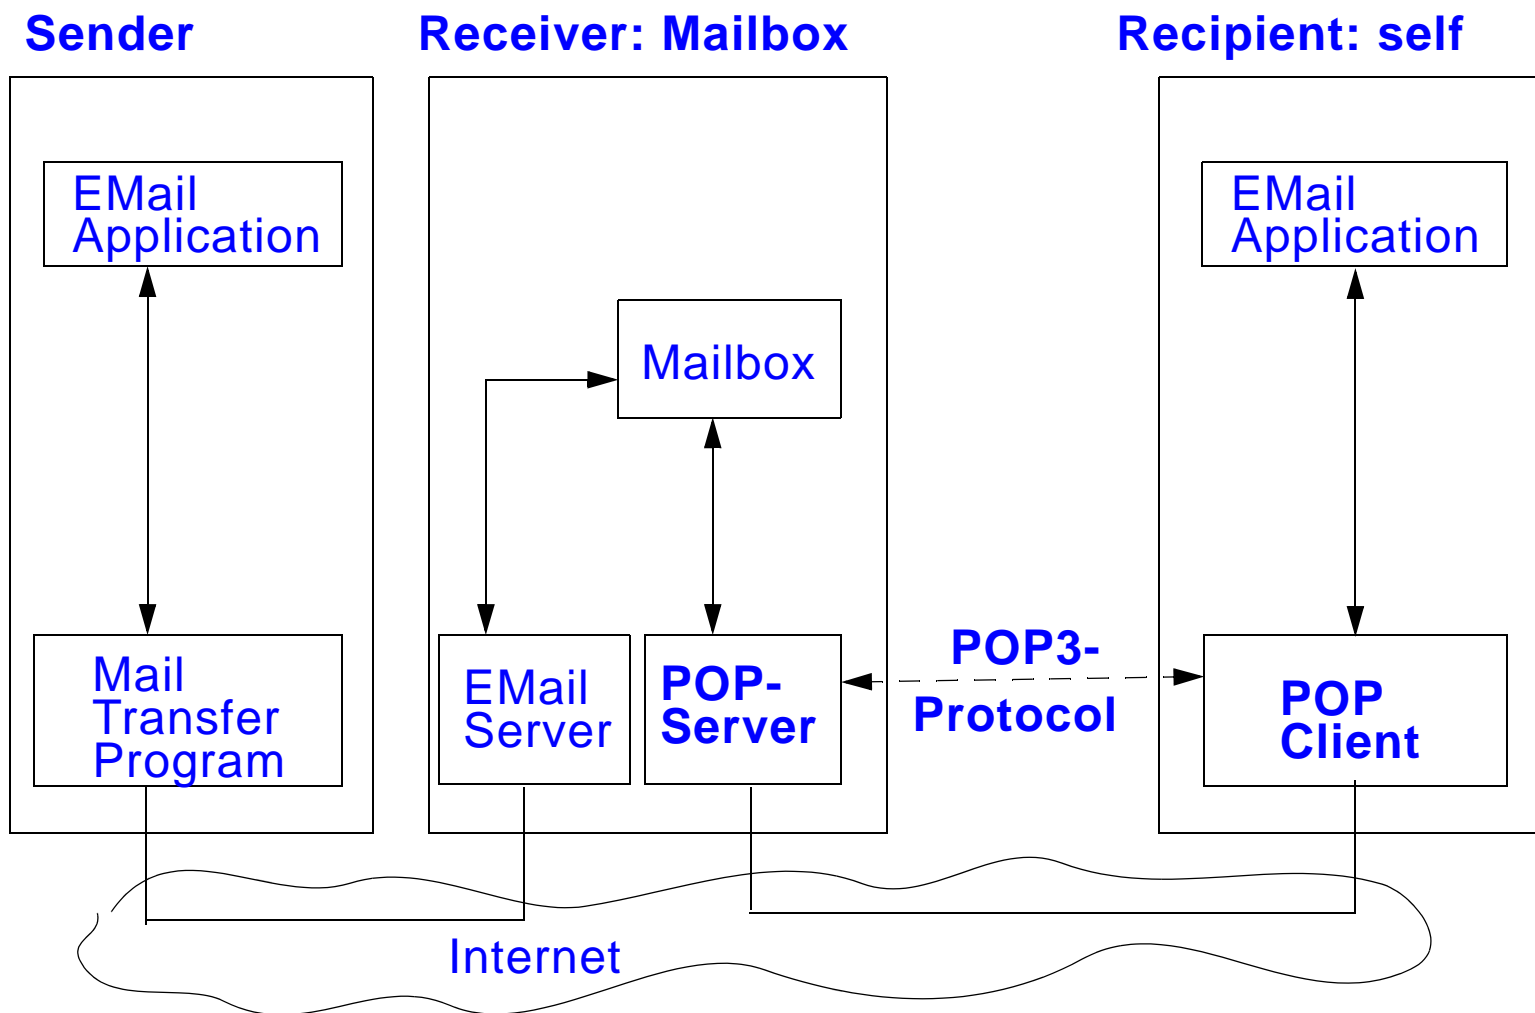 Sender
Receiver: Mailbox
Recipient: self
EMail
Application
EMail
Application
Mailbox
Mail
Transfer
Program
EMail
Server
POP-
Server
POP3-
Protocol
POP
Client
Internet